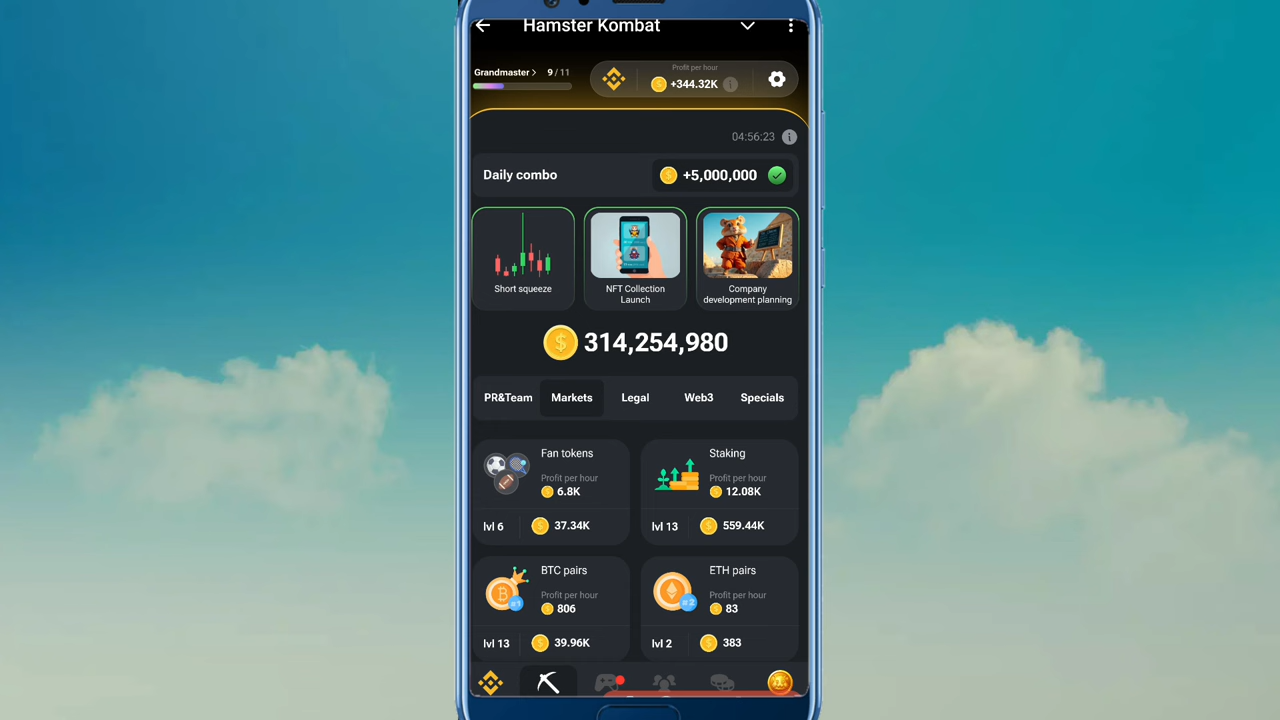 Hamster Kombat
Grandmaster > 9 / 11
Profit per hour
+344.32K
04:56:23
Daily combo
+5,000,000
Short squeeze
NFT Collection
Launch
Company
development planning
314,254,980
PR&Team Markets Legal Web3 Specials
Fan tokens
Profit per hour
6.8K
lvl 6 37.34K
Staking
Profit per hour
12.08K
lvl 13 559.44K
BTC pairs
#1
Profit per hour
806
lvl 13 39.96K
ETH pairs
#2
Profit per hour
83
lvl 2 383